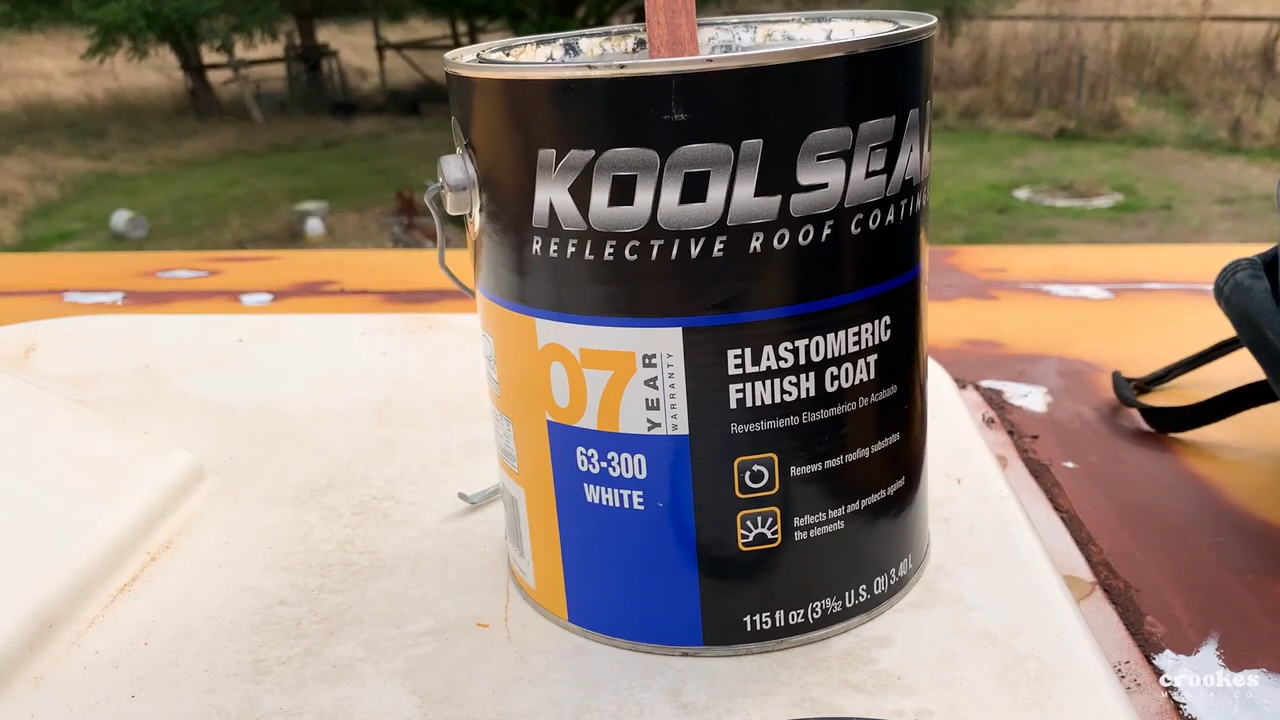 KOOL SEAL
REFLECTIVE ROOF COATINGS
07
YEAR
WARRANTY
ELASTOMERIC
FINISH COAT
Revestimiento Elastomérico De Acabado
63-300
WHITE
Renews most roofing substrates
Reflects heat and protects against
the elements
115 fl oz (3 19/32 U.S. Qt) 3.40 L
crookes
MEDIA CO.